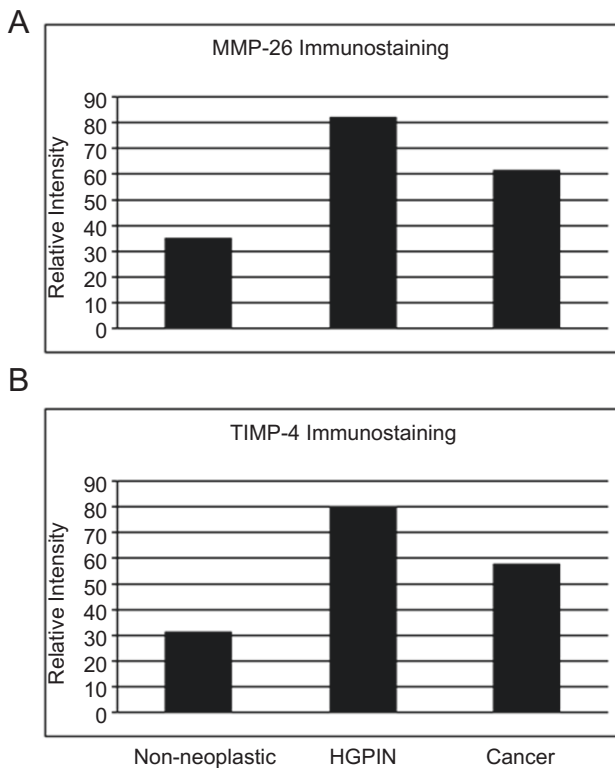 A
MMP-26 Immunostaining
Relative Intensity
90
80
70
60
50
40
30
20
10
0
B
TIMP-4 Immunostaining
Relative Intensity
90
80
70
60
50
40
30
20
10
0
Non-neoplastic HGPIN Cancer